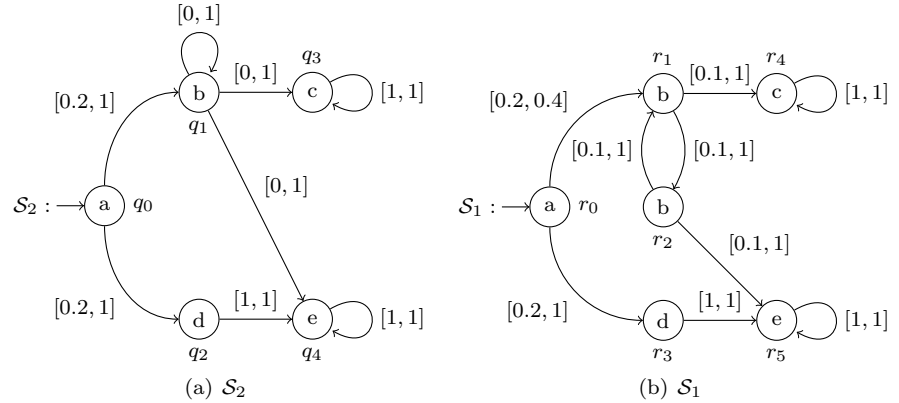 [0, 1]
q3
[0, 1]
b
c
[1, 1]
[0.2, 1]
q1
[0, 1]
S2 :
a
q0
[0.2, 1]
[1, 1]
d
e
[1, 1]
q2
q4
(a) S2
r1
r4
[0.1, 1]
b
c
[1, 1]
[0.2, 0.4]
[0.1, 1]
[0.1, 1]
S1 :
a
r0
b
r2
[0.1, 1]
[0.2, 1]
[1, 1]
d
e
[1, 1]
r3
r5
(b) S1